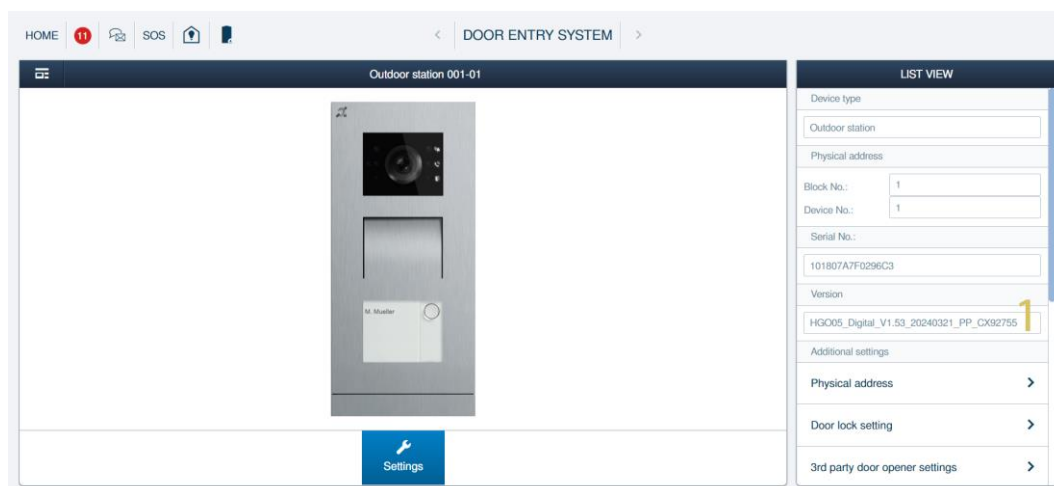 HOME
11
SOS
DOOR ENTRY SYSTEM
Outdoor station 001-01
M. Mueller
Settings
LIST VIEW
Device type
Outdoor station
Physical address
Block No.:
1
Device No.:
1
Serial No.:
101807A7F0296C3
Version
HGO05_Digital_V1.53_20240321_PP_CX92755
1
Additional settings
Physical address
Door lock setting
3rd party door opener settings